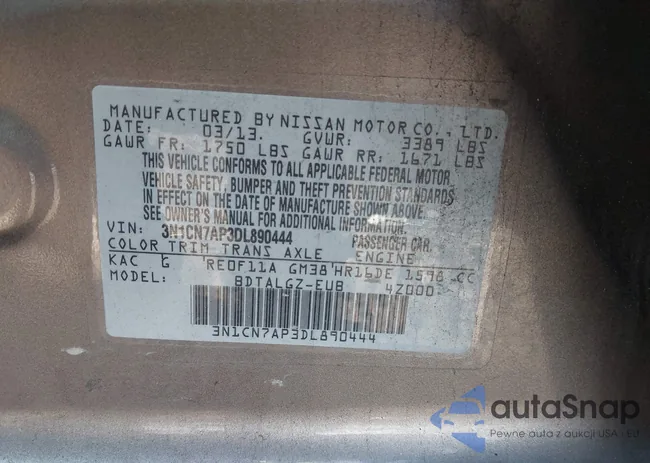 MANUFACTURED BY NISSAN MOTOR CO., LTD.
DATE: 03/13. GVWR: 3389 LBS
GAWR FR: 1750 LBS GAWR RR: 1671 LBS
THIS VEHICLE CONFORMS TO ALL APPLICABLE FEDERAL MOTOR
VEHICLE SAFETY, BUMPER AND THEFT PREVENTION STANDARDS
IN EFFECT ON THE DATE OF MANUFACTURE SHOWN ABOVE.
SEE OWNER'S MANUAL FOR ADDITIONAL INFORMATION.
VIN: 3N1CN7AP3DL890444 PASSENGER CAR.
COLOR TRIM TRANS AXLE ENGINE
KAC G RE0F11A GM38 HR16DE 1598 CC
MODEL: BDTALGZ-EUB 4Z000
3N1CN7AP3DL890444
autaSnap
Pewne auta z aukcji USA - EU